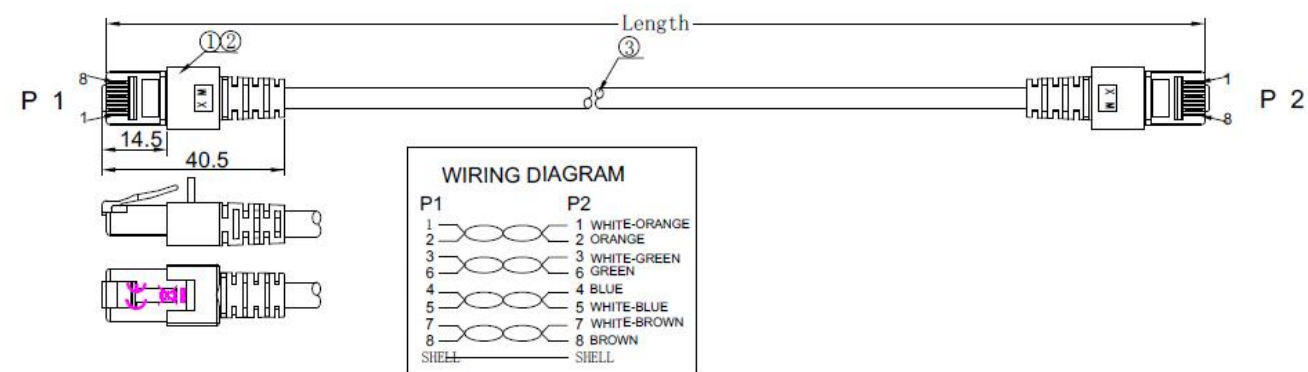 Length
①② ③
P 1 8 1 X M X M 1 8 P 2
14.5
40.5
WIRING DIAGRAM
P1 P2
1 1 WHITE-ORANGE
2 2 ORANGE
3 3 WHITE-GREEN
6 6 GREEN
4 4 BLUE
5 5 WHITE-BLUE
7 7 WHITE-BROWN
8 8 BROWN
SHELL SHELL